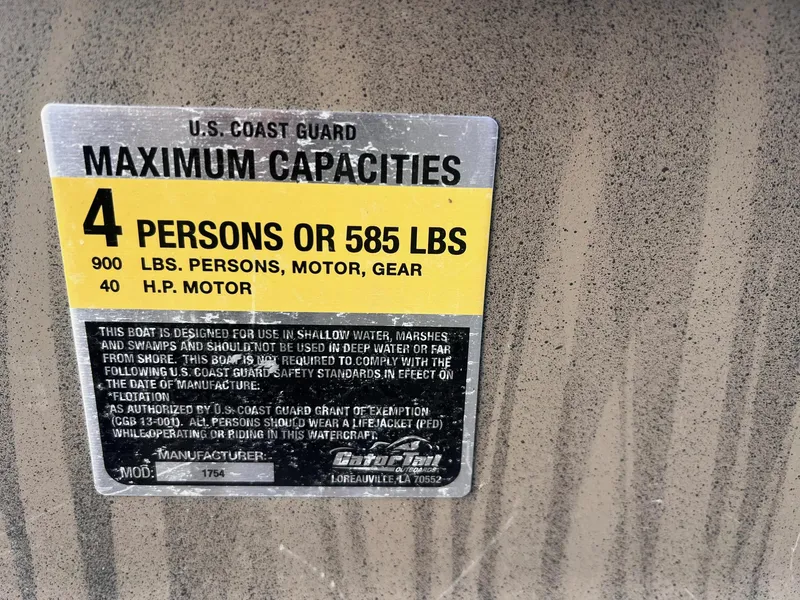 U.S. COAST GUARD
MAXIMUM CAPACITIES
4 PERSONS OR 585 LBS
900 LBS. PERSONS, MOTOR, GEAR
40 H.P. MOTOR
THIS BOAT IS DESIGNED FOR USE IN SHALLOW WATER, MARSHES
AND SWAMPS AND SHOULD NOT BE USED IN DEEP WATER OR FAR
FROM SHORE. THIS BOAT IS NOT REQUIRED TO COMPLY WITH THE
FOLLOWING U.S. COAST GUARD SAFETY STANDARDS IN EFFECT ON
THE DATE OF MANUFACTURE:
*FLOTATION
AS AUTHORIZED BY U.S. COAST GUARD GRANT OF EXEMPTION
(CGB 13-001). ALL PERSONS SHOULD WEAR A LIFEJACKET (PFD)
WHILE OPERATING OR RIDING IN THIS WATERCRAFT.
MANUFACTURER:
MOD: 1754
GatorTail
OUTBOARDS
LOREAUVILLE, LA 70552